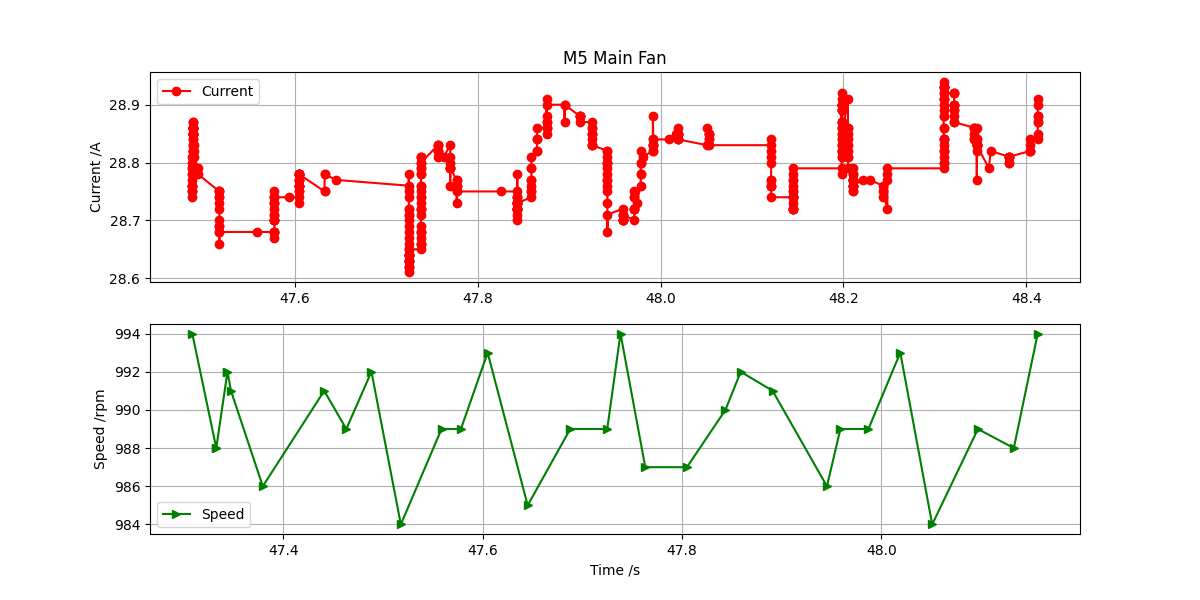 M5 Main Fan
Current /A
28.9
28.8
28.7
28.6
Current
47.6 47.8 48.0 48.2 48.4
Speed /rpm
994
992
990
988
986
984
Speed
47.4 47.6 47.8 48.0
Time /s